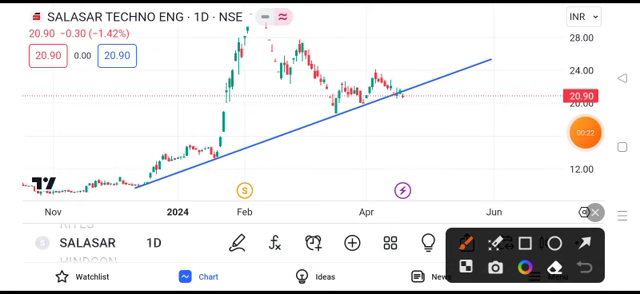 SALASAR TECHNO ENG · 1D · NSE
INR
20.90 −0.30 (−1.42%)
20.90 0.00 20.90
28.00
24.00
20.90
20.00
12.00
00:22
S
Nov 2024 Feb Apr Jun
S SALASAR 1D
Watchlist Chart Ideas News